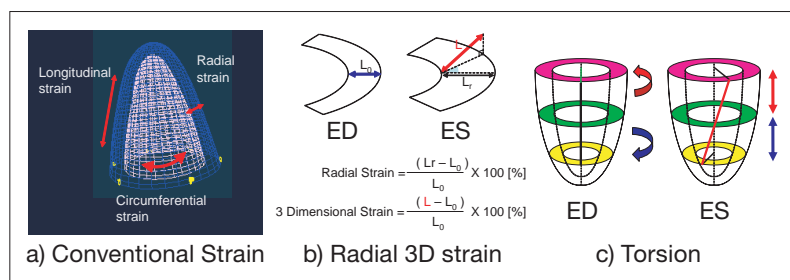 Longitudinal
strain
Radial
strain
Circumferential
strain
a) Conventional Strain
L0
ED
L
Lr
ES
Radial Strain = (Lr – L0) / L0 X 100 [%]
3 Dimensional Strain = (L – L0) / L0 X 100 [%]
b) Radial 3D strain
ED
ES
c) Torsion